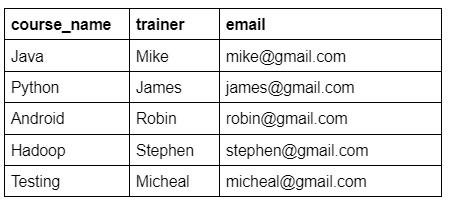 course_name trainer email
Java Mike mike@gmail.com
Python James james@gmail.com
Android Robin robin@gmail.com
Hadoop Stephen stephen@gmail.com
Testing Micheal micheal@gmail.com